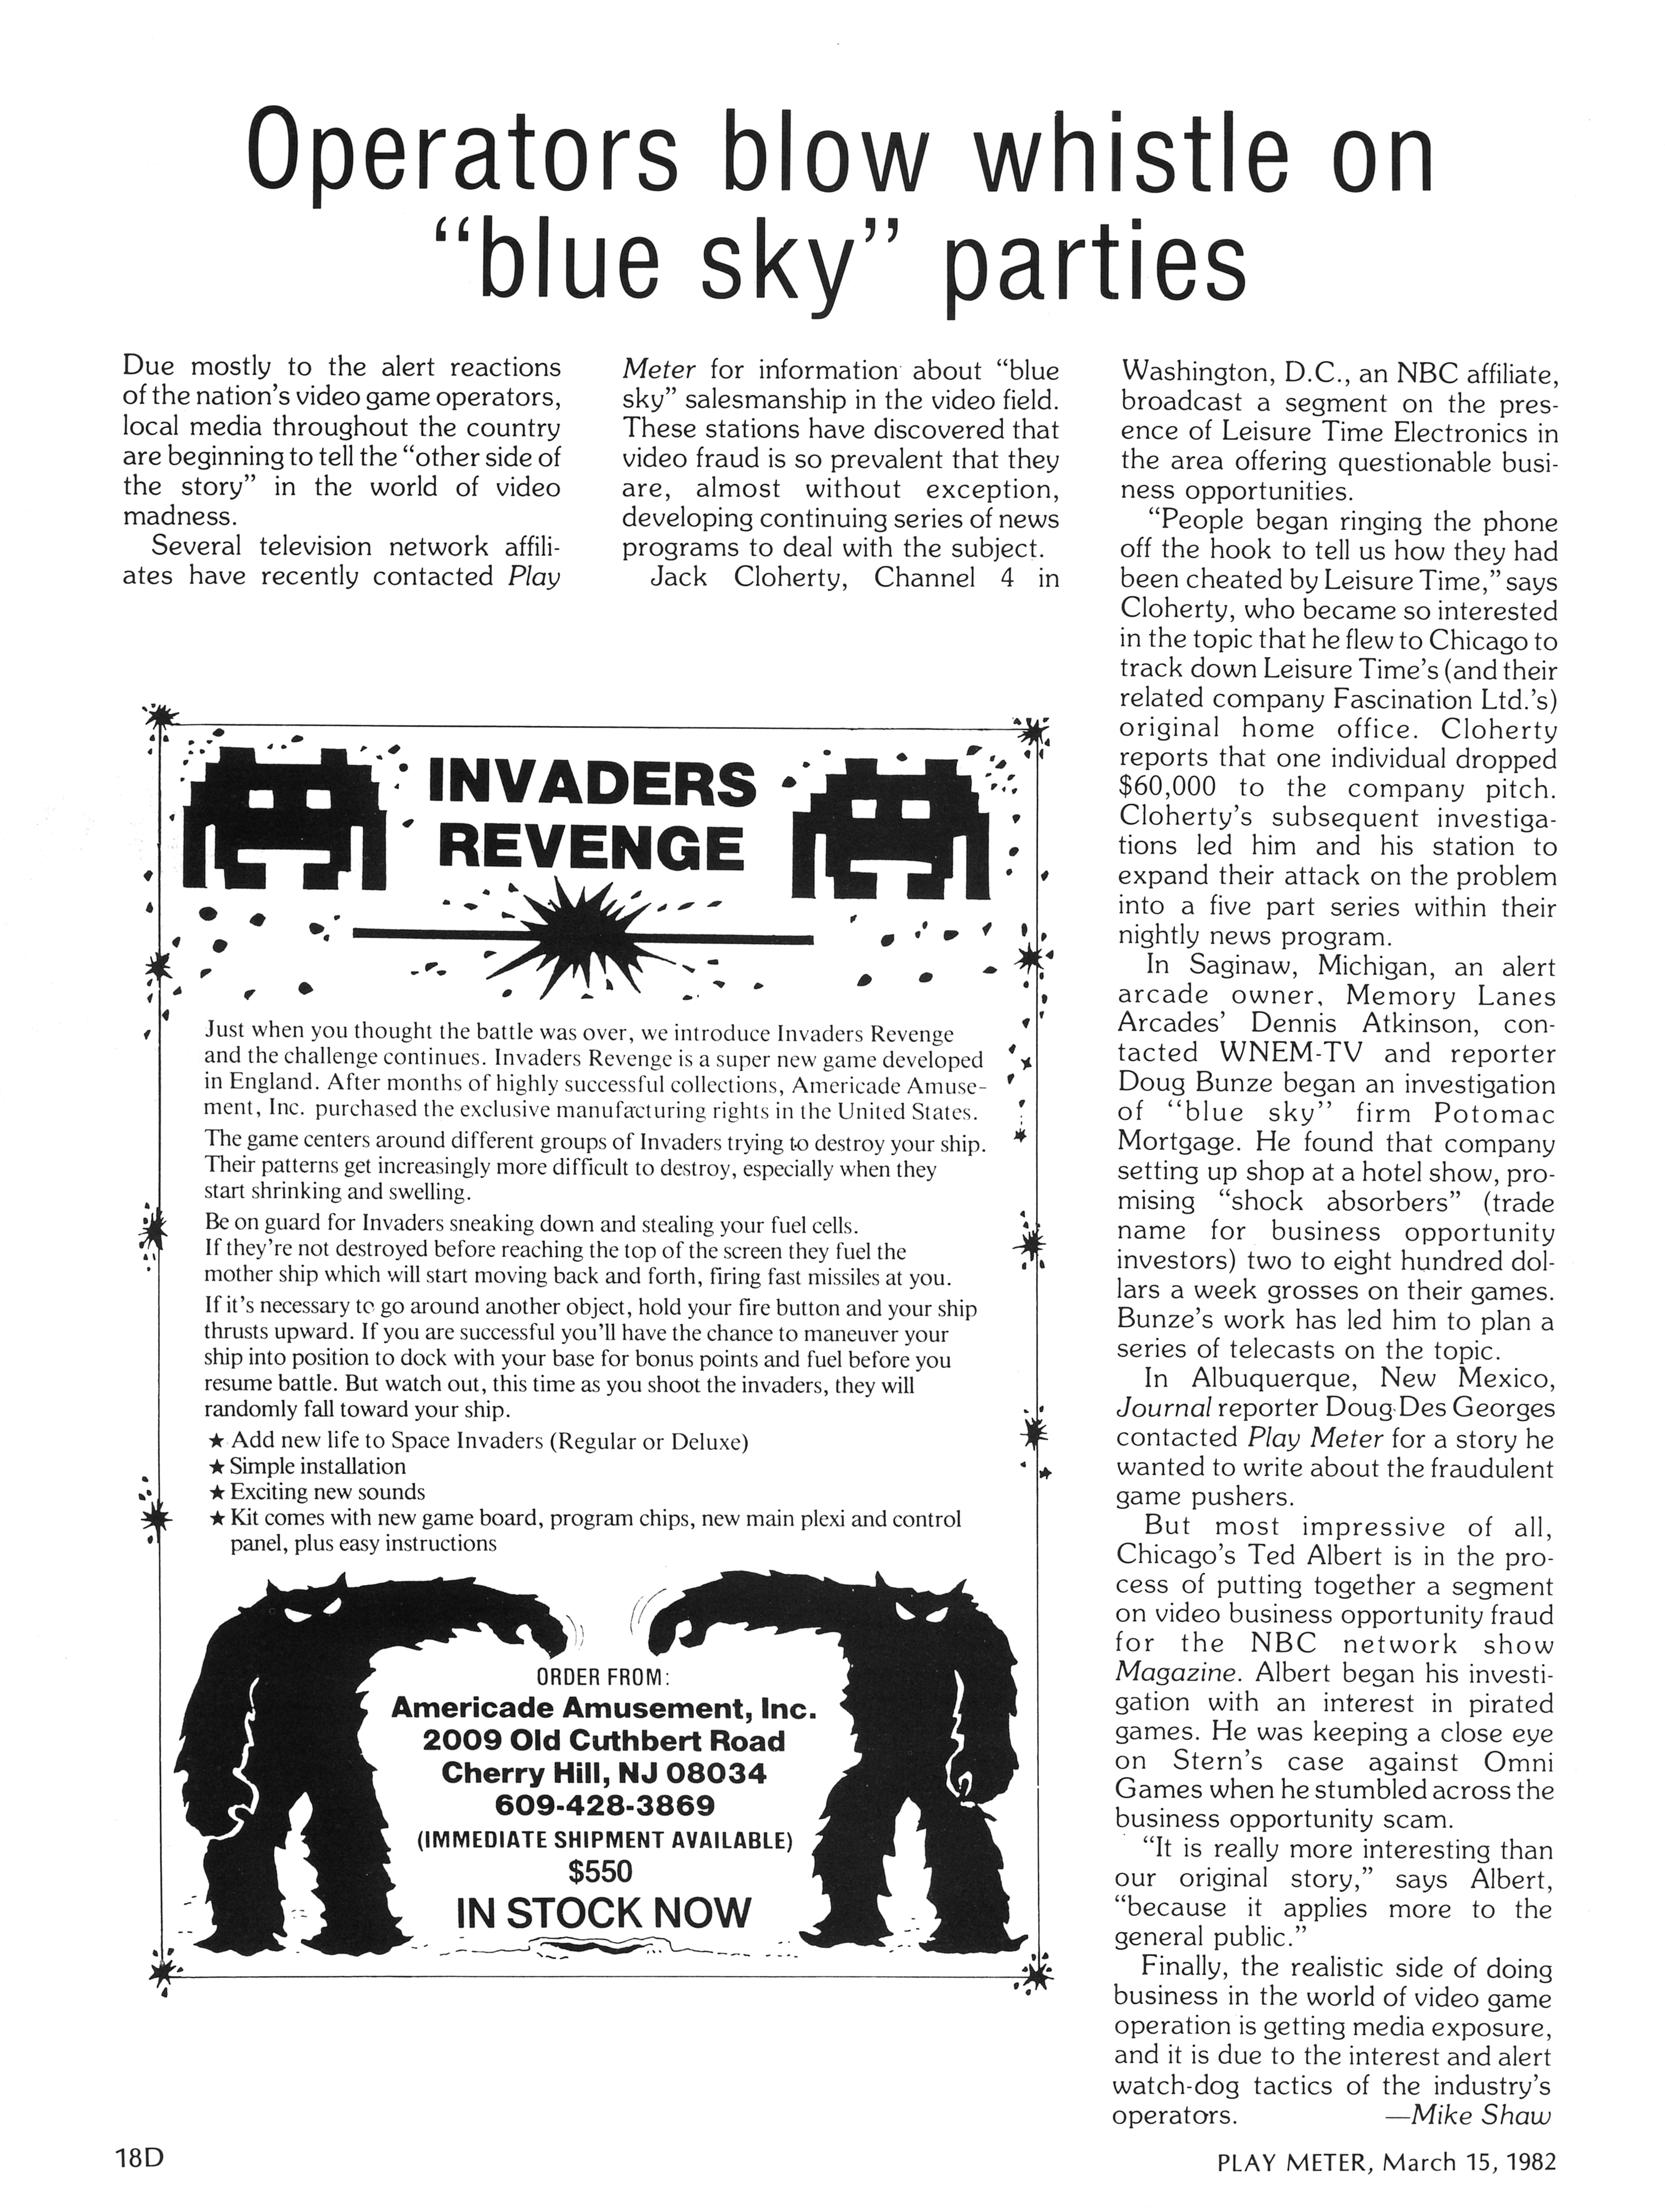 Operators blow whistle on
“blue sky” parties
Due mostly to the alert reactions
of the nation’s video game operators,
local media throughout the country
are beginning to tell the “other side of
the story” in the world of video
madness.
Several television network affili-
ates have recently contacted Play
Meter for information about “blue
sky” salesmanship in the video field.
These stations have discovered that
video fraud is so prevalent that they
are, almost without exception,
developing continuing series of news
programs to deal with the subject.
Jack Cloherty, Channel 4 in
Washington, D.C., an NBC affiliate,
broadcast a segment on the pres-
ence of Leisure Time Electronics in
the area offering questionable busi-
ness opportunities.
“People began ringing the phone
off the hook to tell us how they had
been cheated by Leisure Time,” says
Cloherty, who became so interested
in the topic that he flew to Chicago to
track down Leisure Time’s (and their
related company Fascination Ltd.’s)
original home office. Cloherty
reports that one individual dropped
$60,000 to the company pitch.
Cloherty’s subsequent investiga-
tions led him and his station to
expand their attack on the problem
into a five part series within their
nightly news program.
In Saginaw, Michigan, an alert
arcade owner, Memory Lanes
Arcades’ Dennis Atkinson, con-
tacted WNEM-TV and reporter
Doug Bunze began an investigation
of “blue sky” firm Potomac
Mortgage. He found that company
setting up shop at a hotel show, pro-
mising “shock absorbers” (trade
name for business opportunity
investors) two to eight hundred dol-
lars a week grosses on their games.
Bunze’s work has led him to plan a
series of telecasts on the topic.
In Albuquerque, New Mexico,
Journal reporter Doug Des Georges
contacted Play Meter for a story he
wanted to write about the fraudulent
game pushers.
But most impressive of all,
Chicago’s Ted Albert is in the pro-
cess of putting together a segment
on video business opportunity fraud
for the NBC network show
Magazine. Albert began his investi-
gation with an interest in pirated
games. He was keeping a close eye
on Stern’s case against Omni
Games when he stumbled across the
business opportunity scam.
“It is really more interesting than
our original story,” says Albert,
“because it applies more to the
general public.”
Finally, the realistic side of doing
business in the world of video game
operation is getting media exposure,
and it is due to the interest and alert
watch-dog tactics of the industry’s
operators. —Mike Shaw
INVADERS
REVENGE
Just when you thought the battle was over, we introduce Invaders Revenge
and the challenge continues. Invaders Revenge is a super new game developed
in England. After months of highly successful collections, Americade Amuse-
ment, Inc. purchased the exclusive manufacturing rights in the United States.
The game centers around different groups of Invaders trying to destroy your ship.
Their patterns get increasingly more difficult to destroy, especially when they
start shrinking and swelling.
Be on guard for Invaders sneaking down and stealing your fuel cells.
If they’re not destroyed before reaching the top of the screen they fuel the
mother ship which will start moving back and forth, firing fast missiles at you.
If it’s necessary to go around another object, hold your fire button and your ship
thrusts upward. If you are successful you’ll have the chance to maneuver your
ship into position to dock with your base for bonus points and fuel before you
resume battle. But watch out, this time as you shoot the invaders, they will
randomly fall toward your ship.
★ Add new life to Space Invaders (Regular or Deluxe)
★ Simple installation
★ Exciting new sounds
★ Kit comes with new game board, program chips, new main plexi and control
panel, plus easy instructions
ORDER FROM:
Americade Amusement, Inc.
2009 Old Cuthbert Road
Cherry Hill, NJ 08034
609-428-3869
(IMMEDIATE SHIPMENT AVAILABLE)
$550
IN STOCK NOW
18D
PLAY METER, March 15, 1982